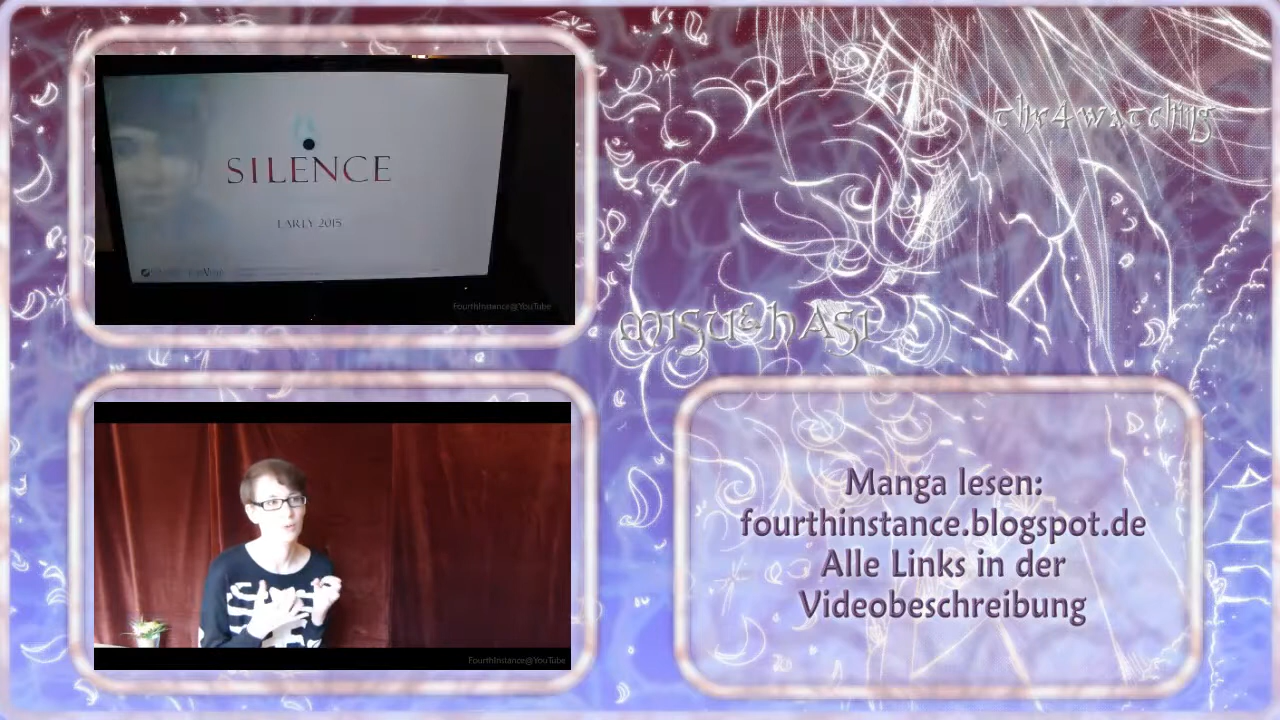 SILENCE
EARLY 2015
FourthInstance@YouTube
thx4watching
misu&hasi
FourthInstance@YouTube
Manga lesen:
fourthinstance.blogspot.de
Alle Links in der
Videobeschreibung